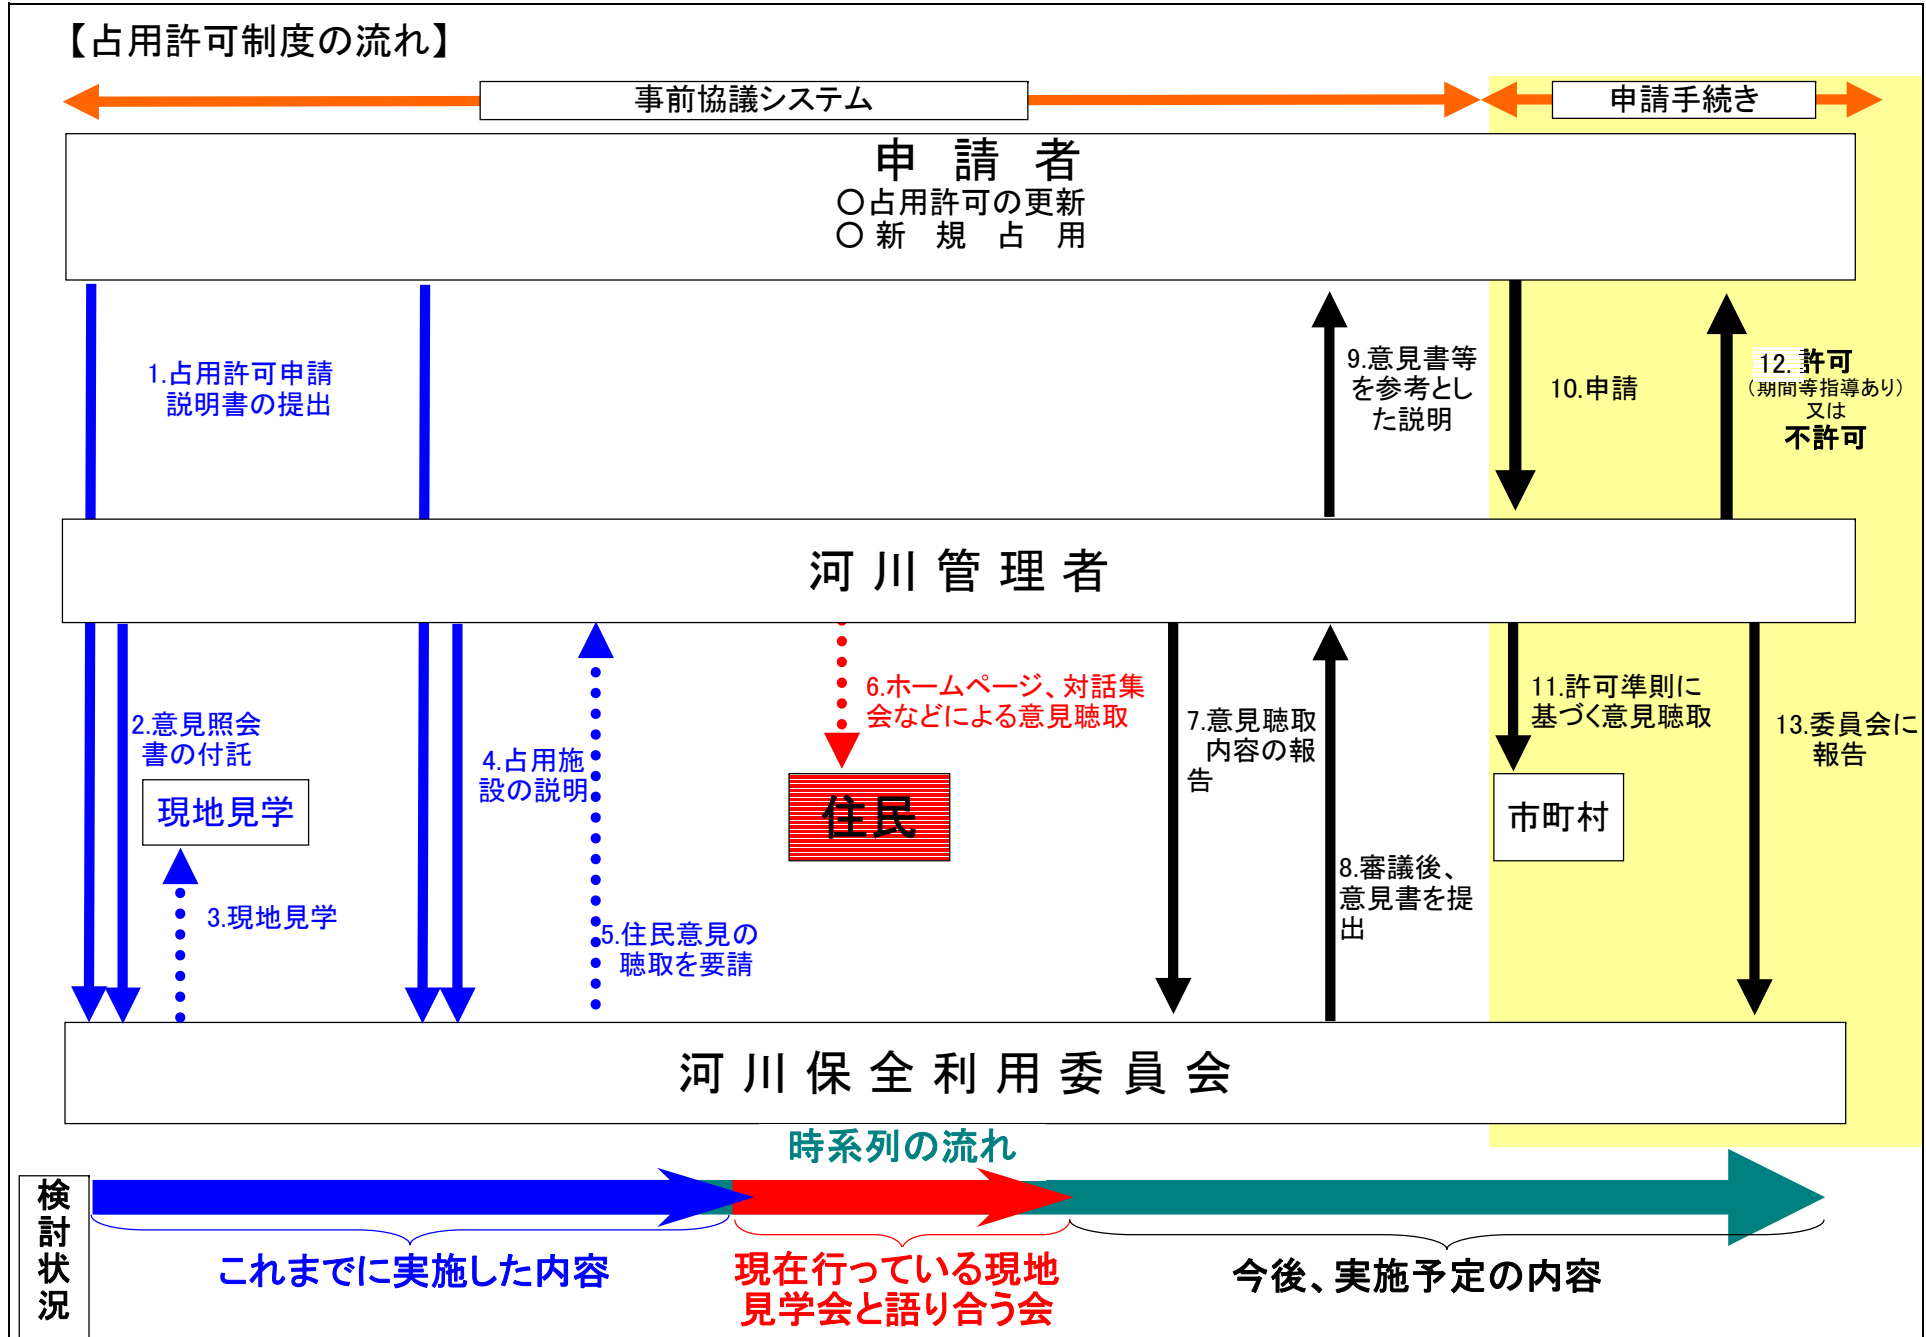 【占用許可制度の流れ】
事前協議システム
申請手続き
申 請 者
○占用許可の更新
○ 新 規 占 用
1.占用許可申請
説明書の提出
9.意見書等
を参考とし
た説明
10.申請
12.許可
（期間等指導あり）
又は
不許可
河 川 管 理 者
2.意見照会
書の付託
現地見学
3.現地見学
4.占用施
設の説明
5.住民意見の
聴取を要請
6.ホームページ、対話集
会などによる意見聴取
住民
7.意見聴取
内容の報
告
8.審議後、
意見書を提
出
11.許可準則に
基づく意見聴取
市町村
13.委員会に
報告
河 川 保 全 利 用 委 員 会
時系列の流れ
検討状況
これまでに実施した内容
現在行っている現地
見学会と語り合う会
今後、実施予定の内容